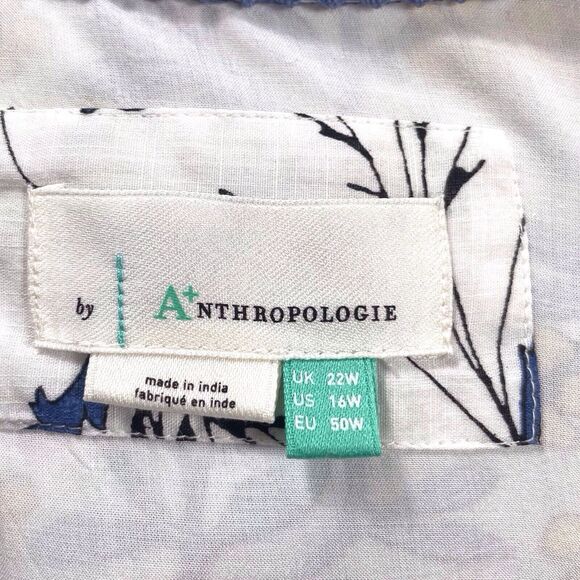 by A+NTHROPOLOGIE
made in india
fabriqué en inde
UK 22W
US 16W
EU 50W